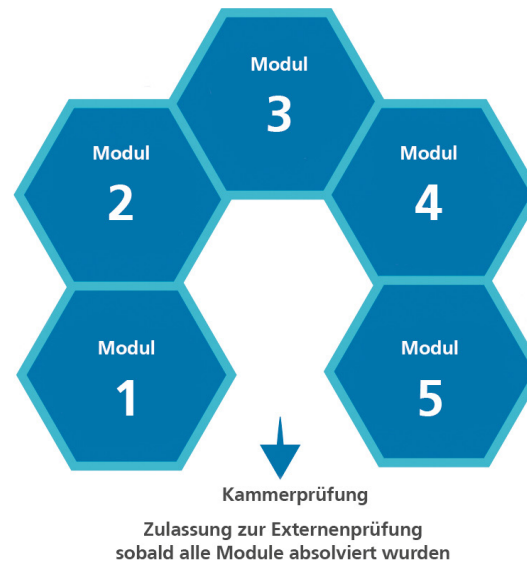 Modul
1
Modul
2
Modul
3
Modul
4
Modul
5
Kammerprüfung
Zulassung zur Externenprüfung
sobald alle Module absolviert wurden